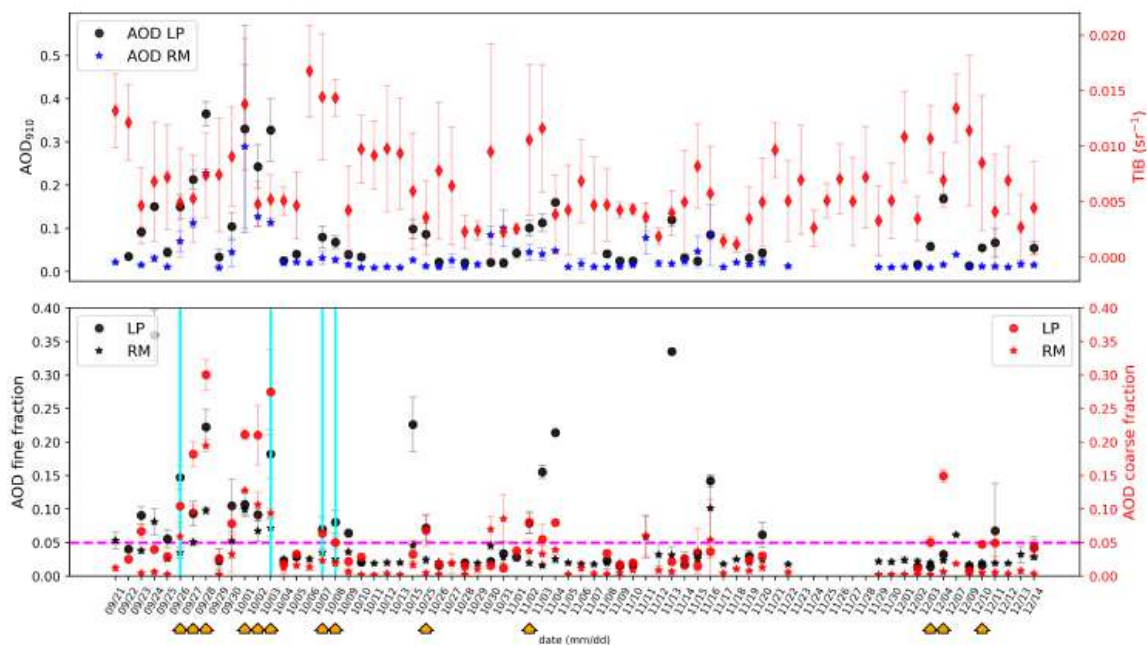 AOD LP
AOD RM
0.5
0.4
0.3
0.2
0.1
0.0
AOD₉₁₀
0.020
0.015
0.010
0.005
0.000
TIB (sr⁻¹)
LP
RM
LP
RM
0.40
0.35
0.30
0.25
0.20
0.15
0.10
0.05
0.00
AOD fine fraction
0.40
0.35
0.30
0.25
0.20
0.15
0.10
0.05
0.00
AOD coarse fraction
09/21 09/22 09/23 09/24 09/25 09/26 09/27 09/28 09/29 09/30 10/01 10/02 10/03 10/04 10/05 10/06 10/07 10/08 10/09 10/10 10/11 10/12 10/13 10/15 10/25 10/26 10/27 10/28 10/29 10/30 10/31 11/01 11/02 11/03 11/04 11/05 11/06 11/07 11/08 11/09 11/10 11/11 11/12 11/13 11/14 11/15 11/16 11/17 11/18 11/19 11/20 11/21 11/22 11/23 11/24 11/25 11/26 11/27 11/28 11/29 11/30 12/01 12/02 12/03 12/04 12/08 12/09 12/10 12/11 12/12 12/13 12/14
date (mm/dd)